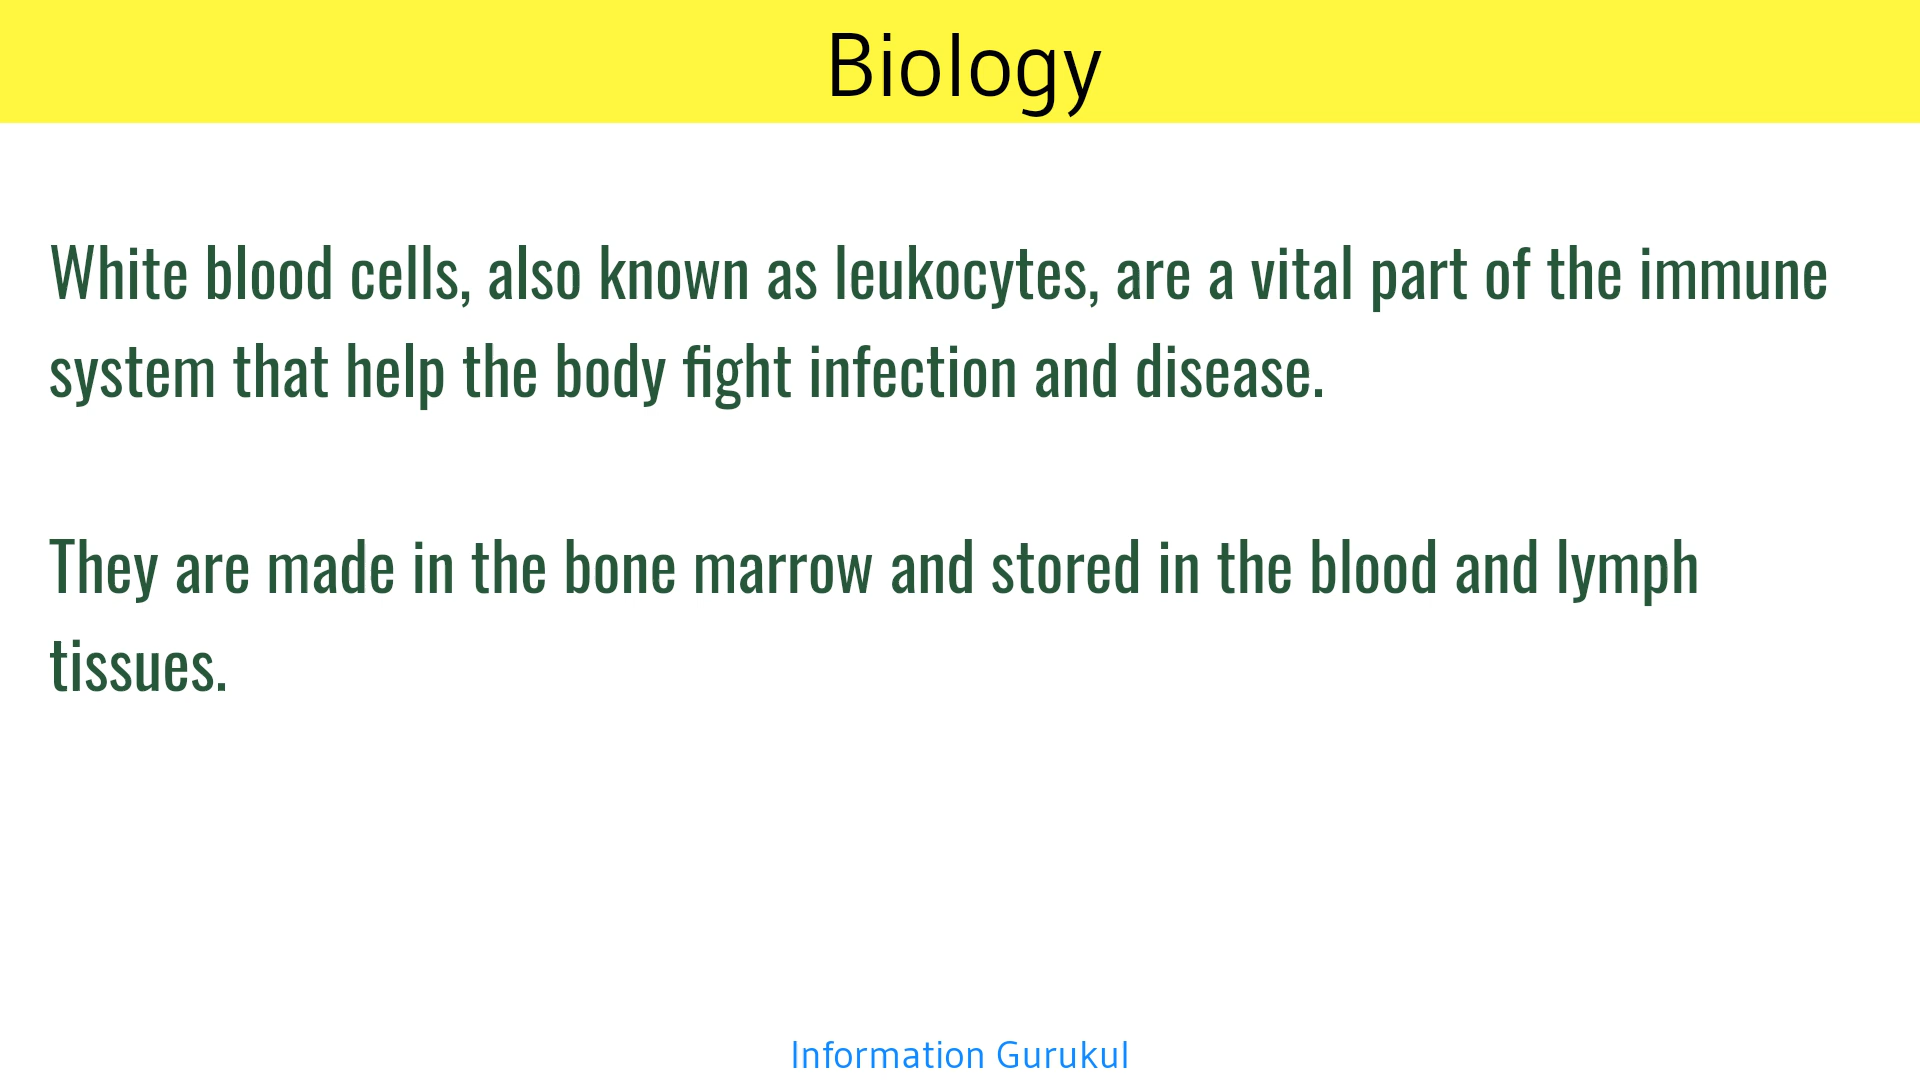 Biology
White blood cells, also known as leukocytes, are a vital part of the immune
system that help the body fight infection and disease.
They are made in the bone marrow and stored in the blood and lymph
tissues.
Information Gurukul